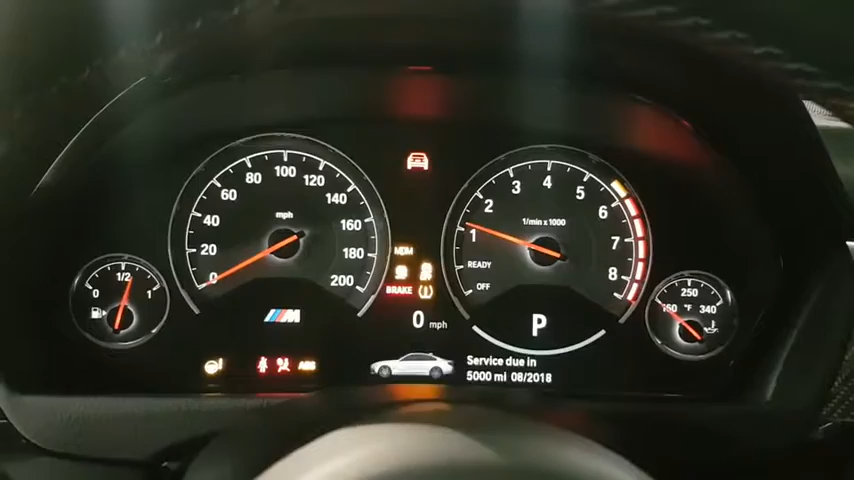 0 20 40 60 80 100 120 140 160 180 200
mph
1 2 3 4 5 6 7 8
1/min x 1000
READY
OFF
MDM
BRAKE
0 mph
0 1/2 1
160 250 340
°F
M
P
ABS
Service due in
5000 mi 08/2018